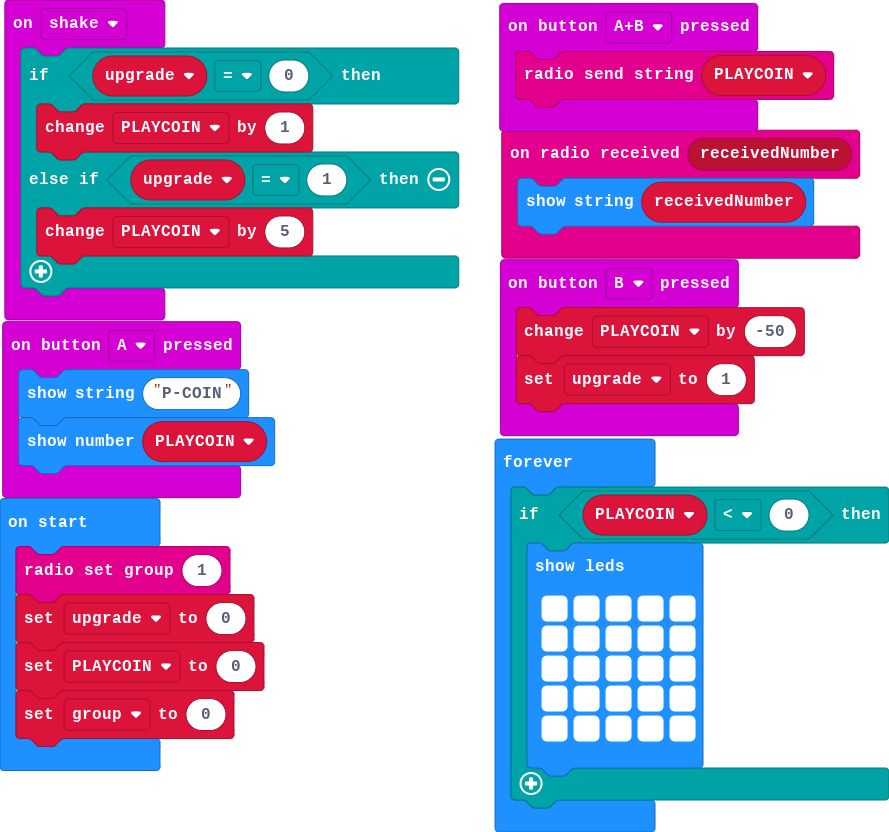 on shake
if upgrade = 0 then
change PLAYCOIN by 1
else if upgrade = 1 then
change PLAYCOIN by 5
on button A pressed
show string "P-COIN"
show number PLAYCOIN
on start
radio set group 1
set upgrade to 0
set PLAYCOIN to 0
set group to 0
on button A+B pressed
radio send string PLAYCOIN
on radio received receivedNumber
show string receivedNumber
on button B pressed
change PLAYCOIN by -50
set upgrade to 1
forever
if PLAYCOIN < 0 then
show leds